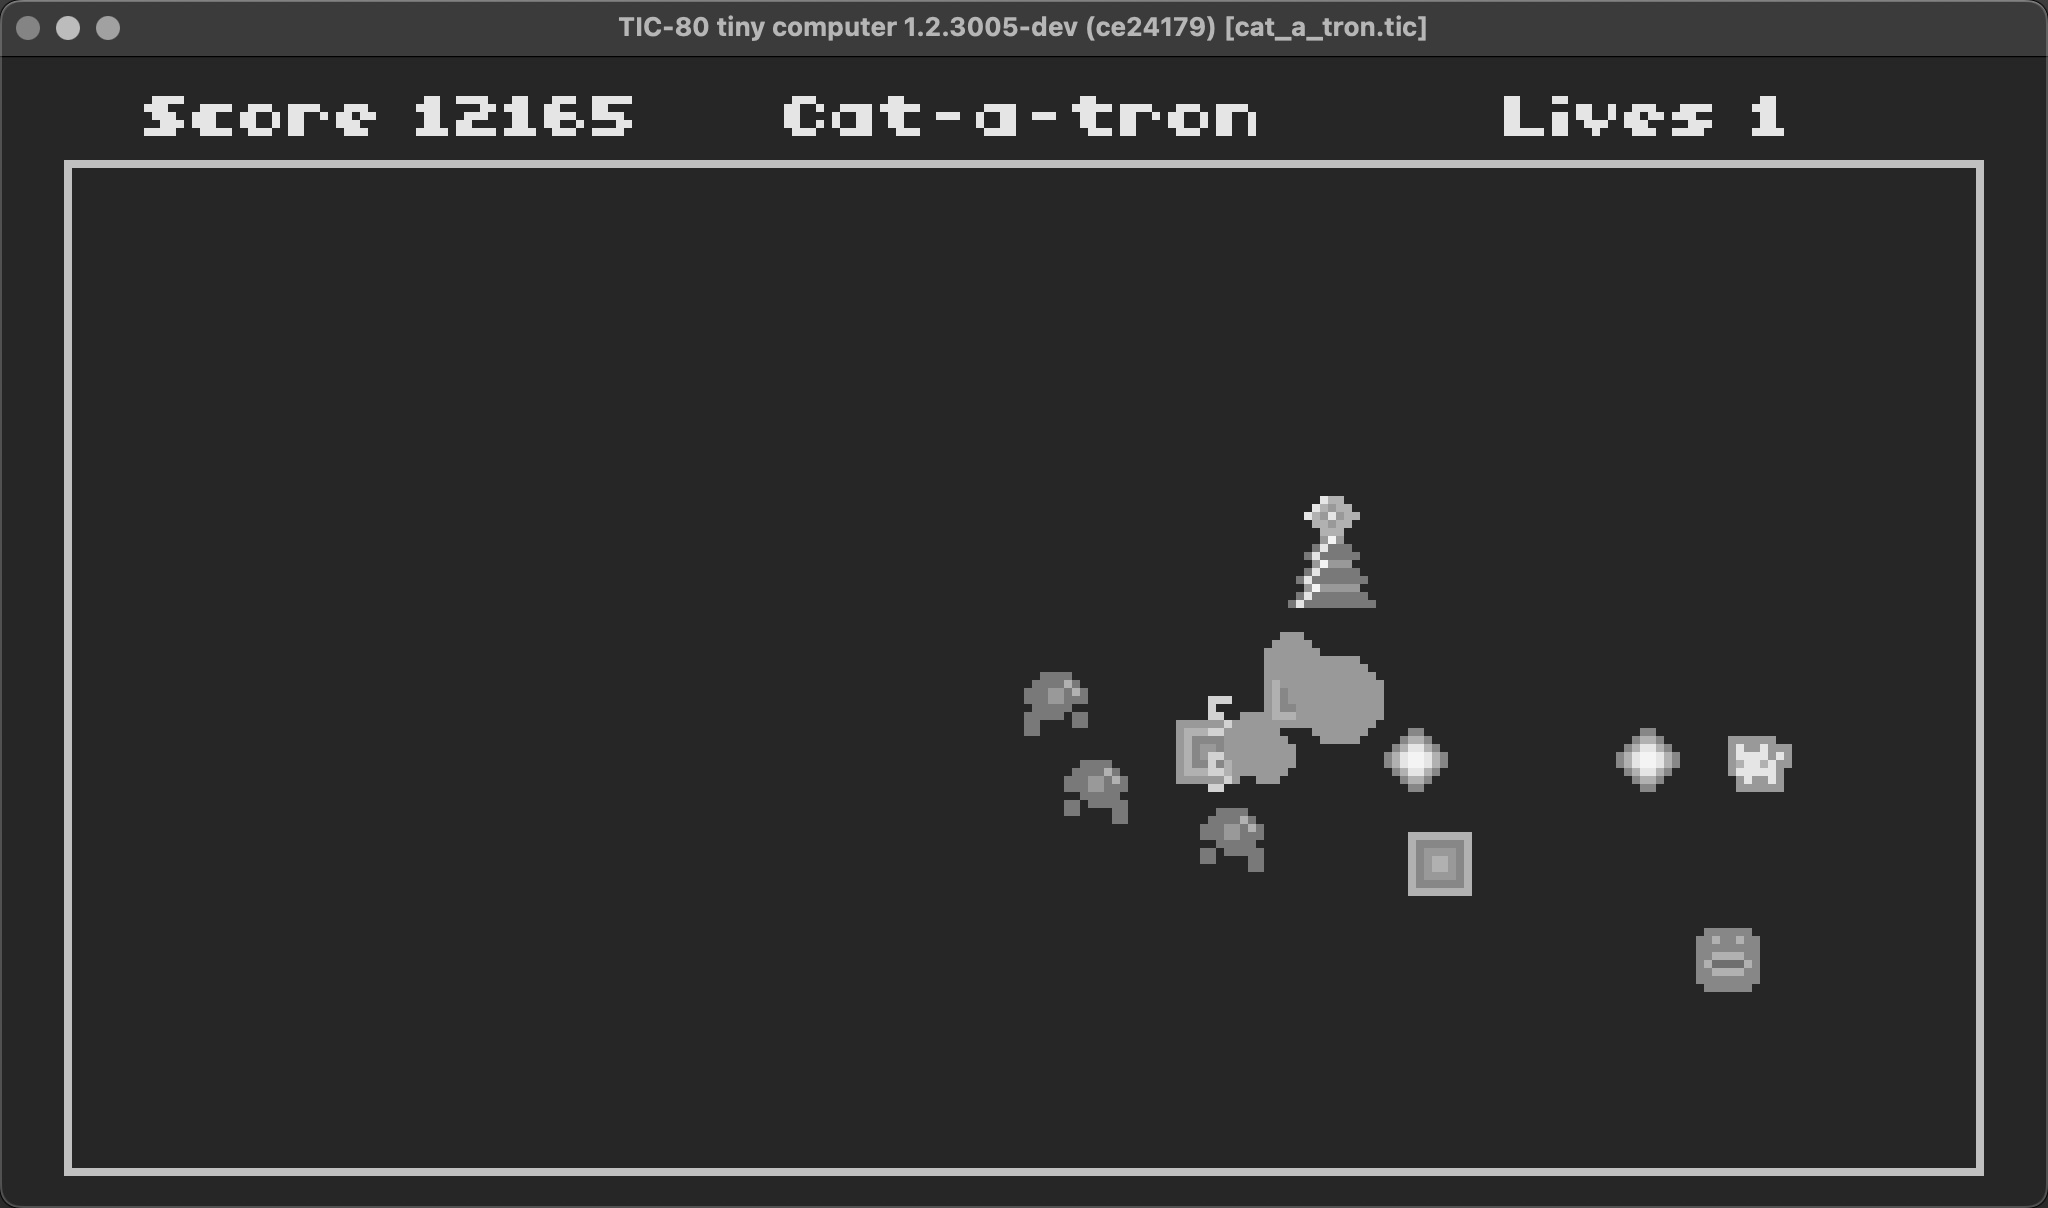 TIC-80 tiny computer 1.2.3005-dev (ce24179) [cat_a_tron.tic]
Score 12165 Cat-a-tron Lives 1